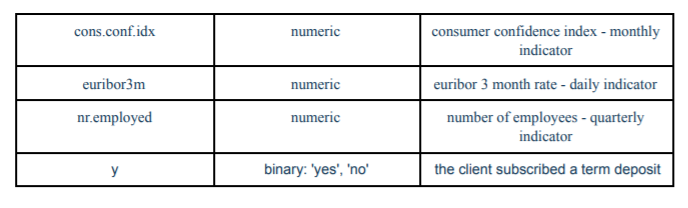 cons.conf.idx numeric consumer confidence index - monthly
indicator
euribor3m numeric euribor 3 month rate - daily indicator
nr.employed numeric number of employees - quarterly
indicator
y binary: 'yes', 'no' the client subscribed a term deposit